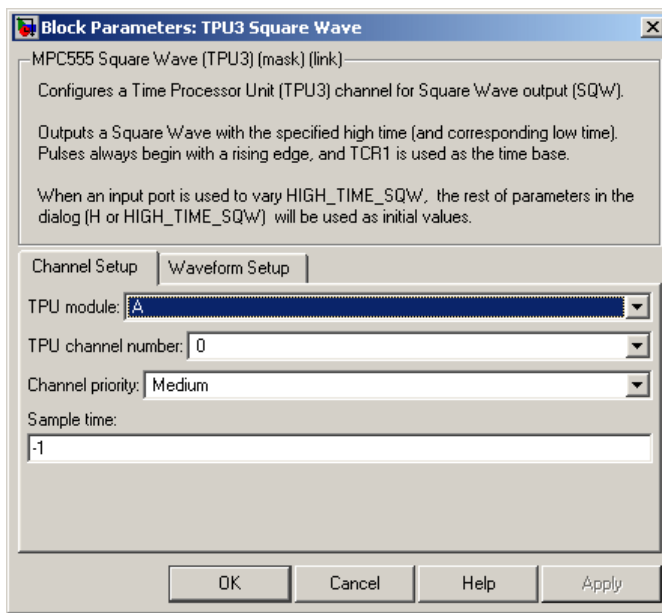 Block Parameters: TPU3 Square Wave
MPC555 Square Wave (TPU3) (mask) (link)
Configures a Time Processor Unit (TPU3) channel for Square Wave output (SQW).
Outputs a Square Wave with the specified high time (and corresponding low time).
Pulses always begin with a rising edge, and TCR1 is used as the time base.
When an input port is used to vary HIGH_TIME_SQW, the rest of parameters in the
dialog (H or HIGH_TIME_SQW) will be used as initial values.
Channel Setup Waveform Setup
TPU module: A
TPU channel number: 0
Channel priority: Medium
Sample time:
-1
OK Cancel Help Apply